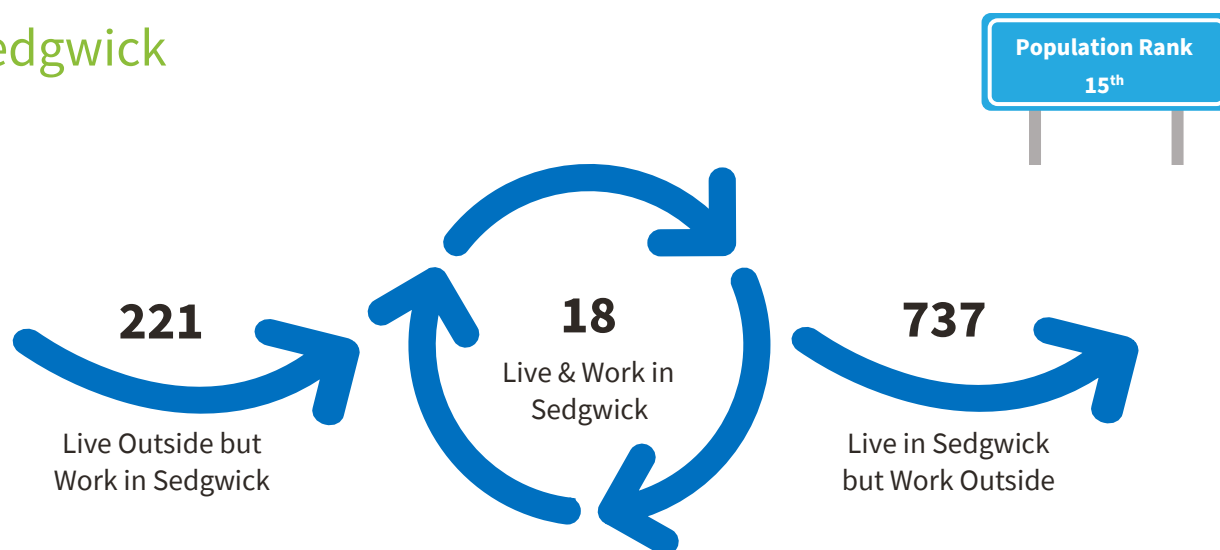 edgwick
Population Rank
15th
221
Live Outside but
Work in Sedgwick
18
Live & Work in
Sedgwick
737
Live in Sedgwick
but Work Outside